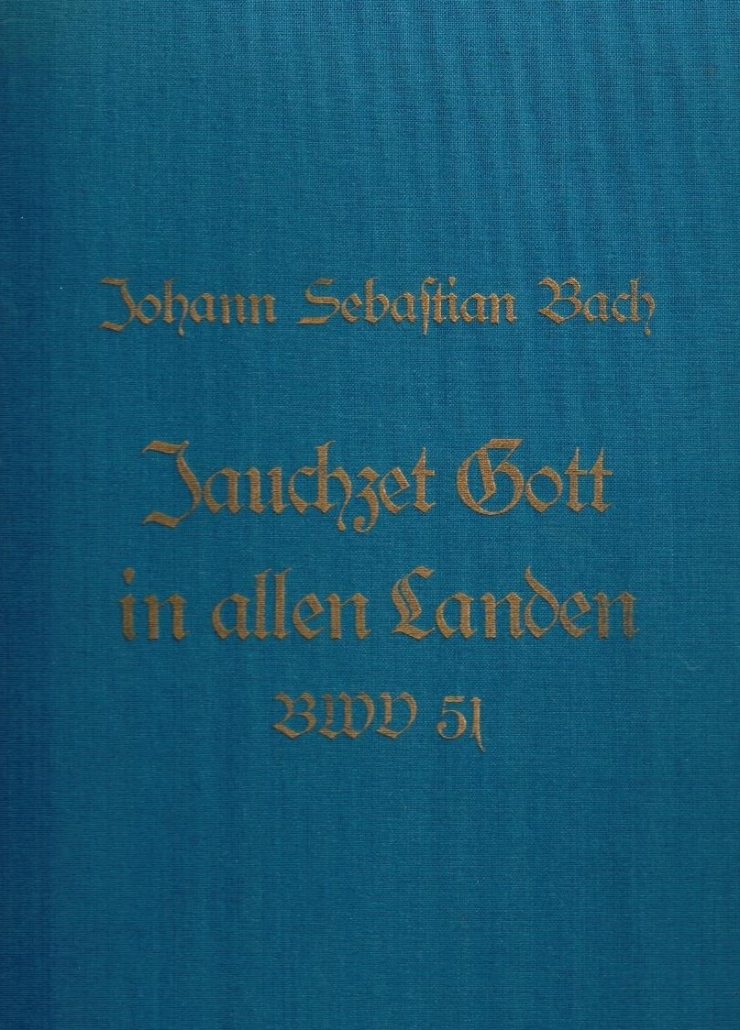 Johann Sebaſtian Bach
Jauchzet Gott
in allen Landen
BWV 51